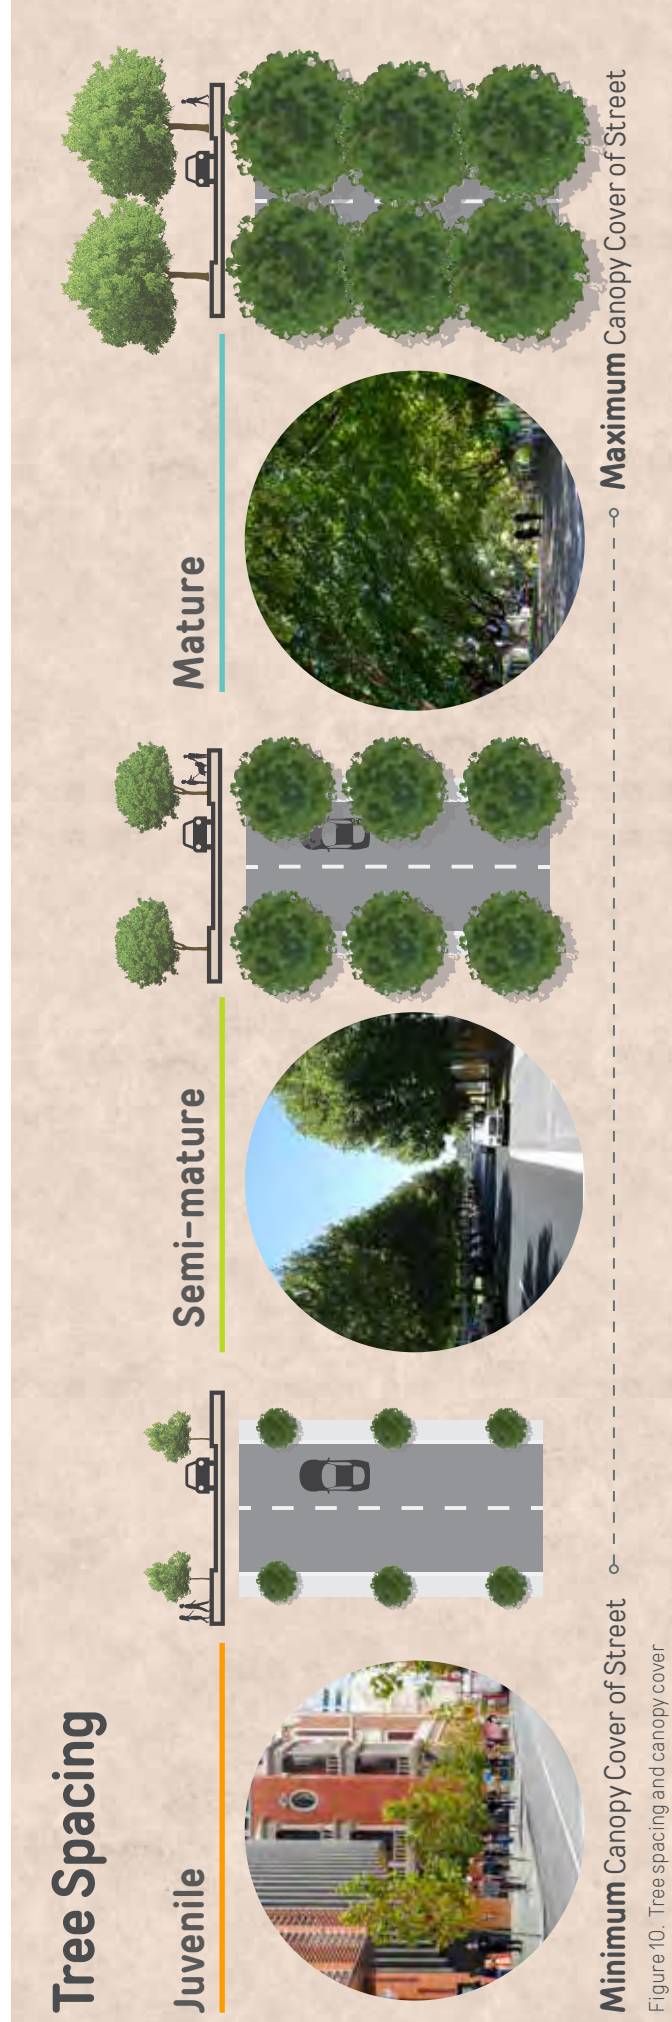 Tree Spacing
Juvenile
Semi-mature
Mature
Minimum Canopy Cover of Street
Maximum Canopy Cover of Street
Figure 10. Tree spacing and canopy cover